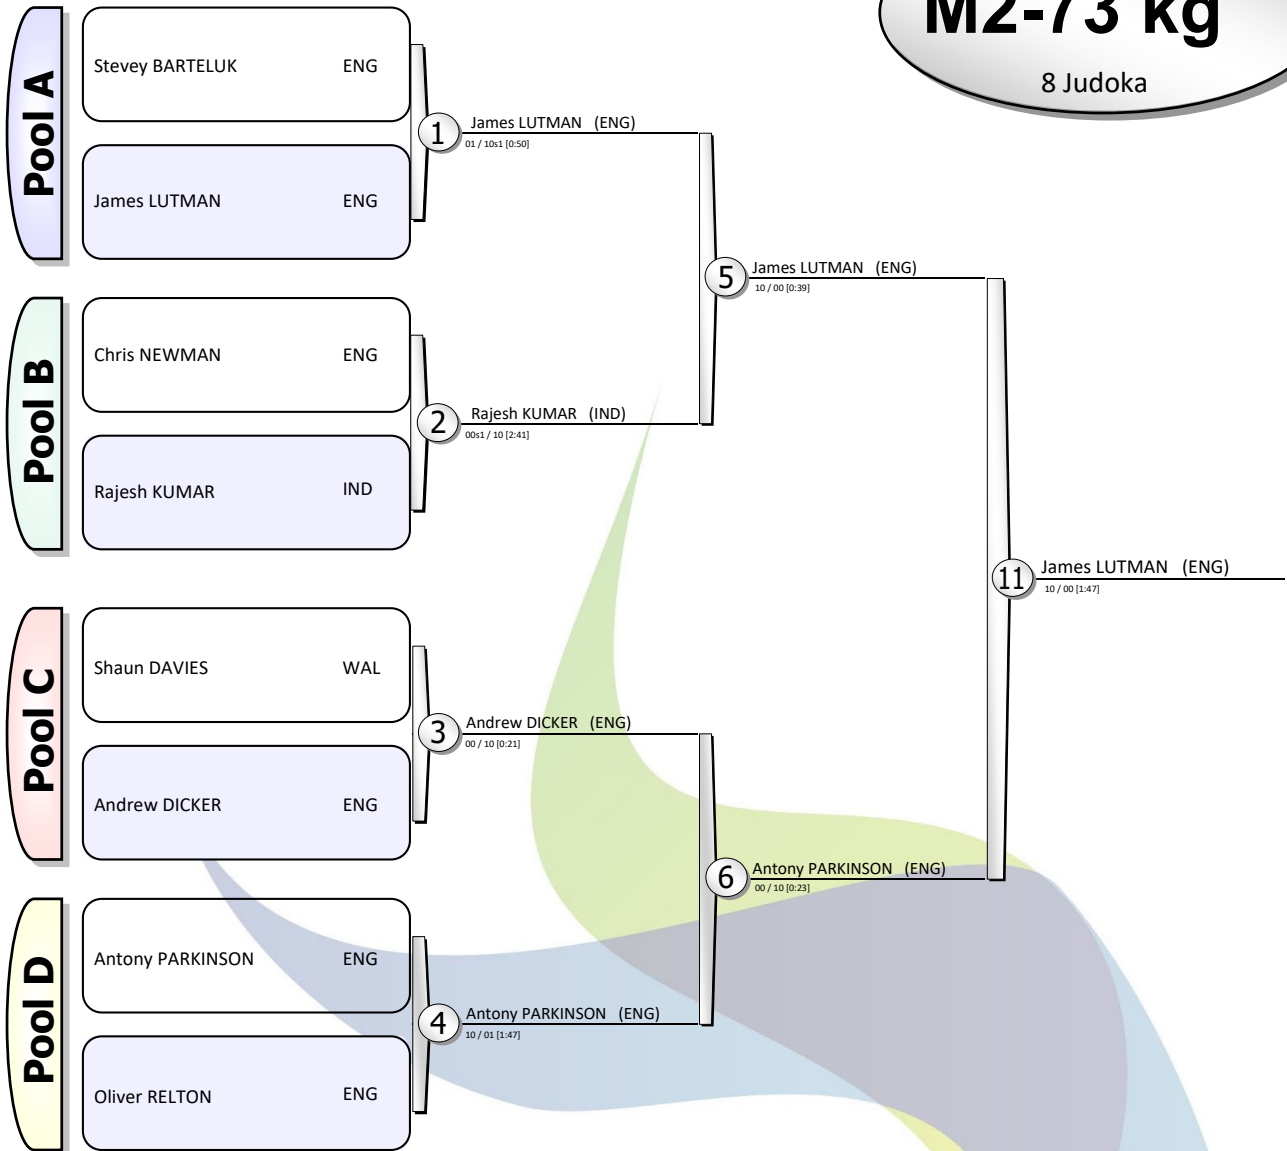 M2-73 kg
8 Judoka
Pool A
Stevey BARTELUK ENG
James LUTMAN ENG
1 James LUTMAN (ENG)
01 / 10s1 [0:50]
Pool B
Chris NEWMAN ENG
Rajesh KUMAR IND
2 Rajesh KUMAR (IND)
00s1 / 10 [2:41]
5 James LUTMAN (ENG)
10 / 00 [0:39]
Pool C
Shaun DAVIES WAL
Andrew DICKER ENG
3 Andrew DICKER (ENG)
00 / 10 [0:21]
Pool D
Antony PARKINSON ENG
Oliver RELTON ENG
4 Antony PARKINSON (ENG)
10 / 01 [1:47]
6 Antony PARKINSON (ENG)
00 / 10 [0:23]
11 James LUTMAN (ENG)
10 / 00 [1:47]